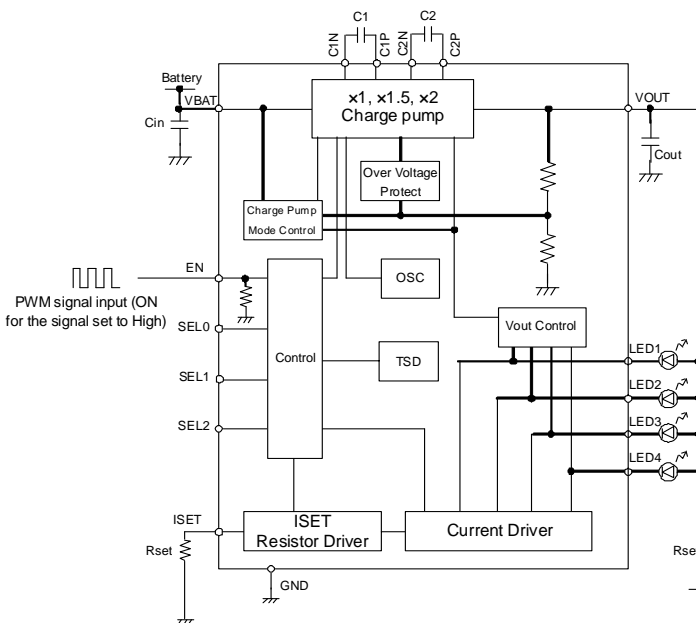 C1
C2
C1N
C1P
C2N
C2P
Battery
VBAT
Cin
×1, ×1.5, ×2
Charge pump
VOUT
Cout
Over Voltage
Protect
Charge Pump
Mode Control
EN
PWM signal input (ON
for the signal set to High)
OSC
SEL0
Vout Control
Control
TSD
LED1
SEL1
LED2
SEL2
LED3
LED4
ISET
ISET
Resistor Driver
Current Driver
Rset
Rse
GND